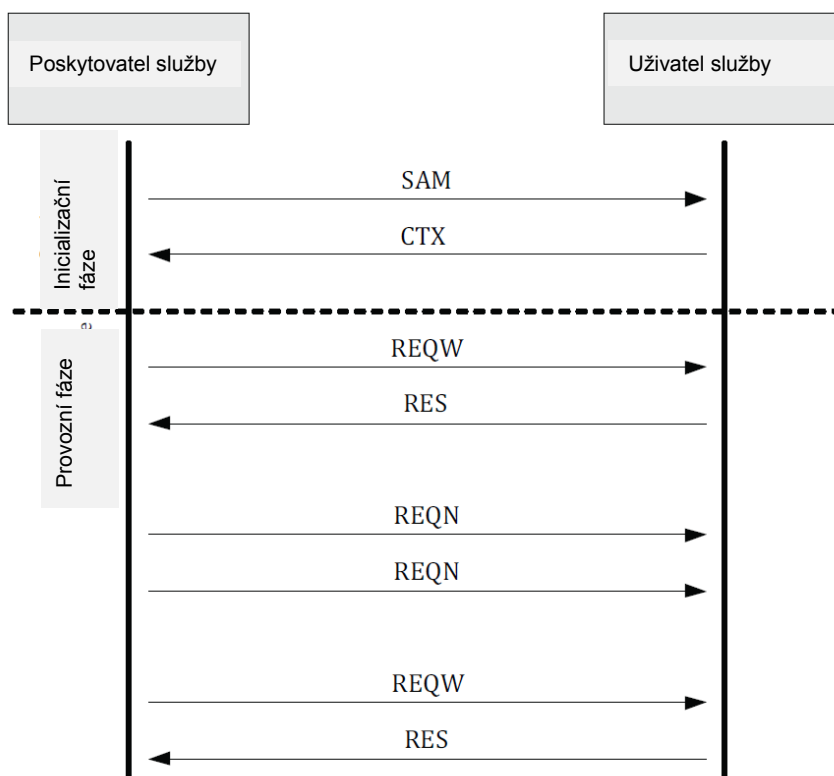 Poskytovatel služby
Uživatel služby
Inicializační
fáze
SAM
CTX
Provozní fáze
REQW
RES
REQN
REQN
REQW
RES